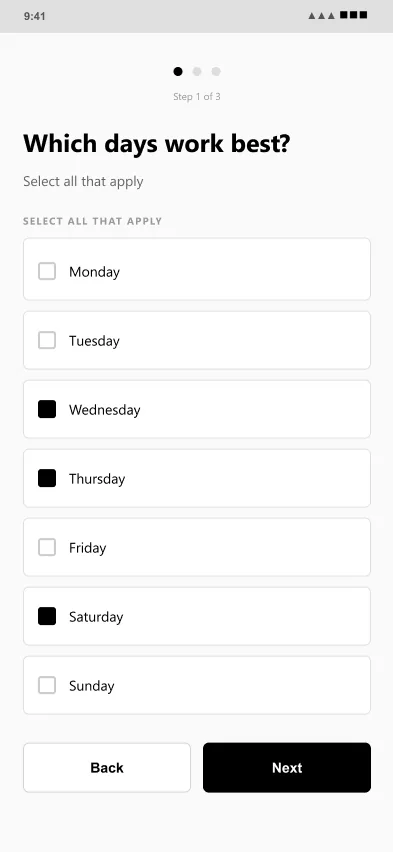 9:41
Step 1 of 3
Which days work best?
Select all that apply
SELECT ALL THAT APPLY
Monday
Tuesday
Wednesday
Thursday
Friday
Saturday
Sunday
Back
Next